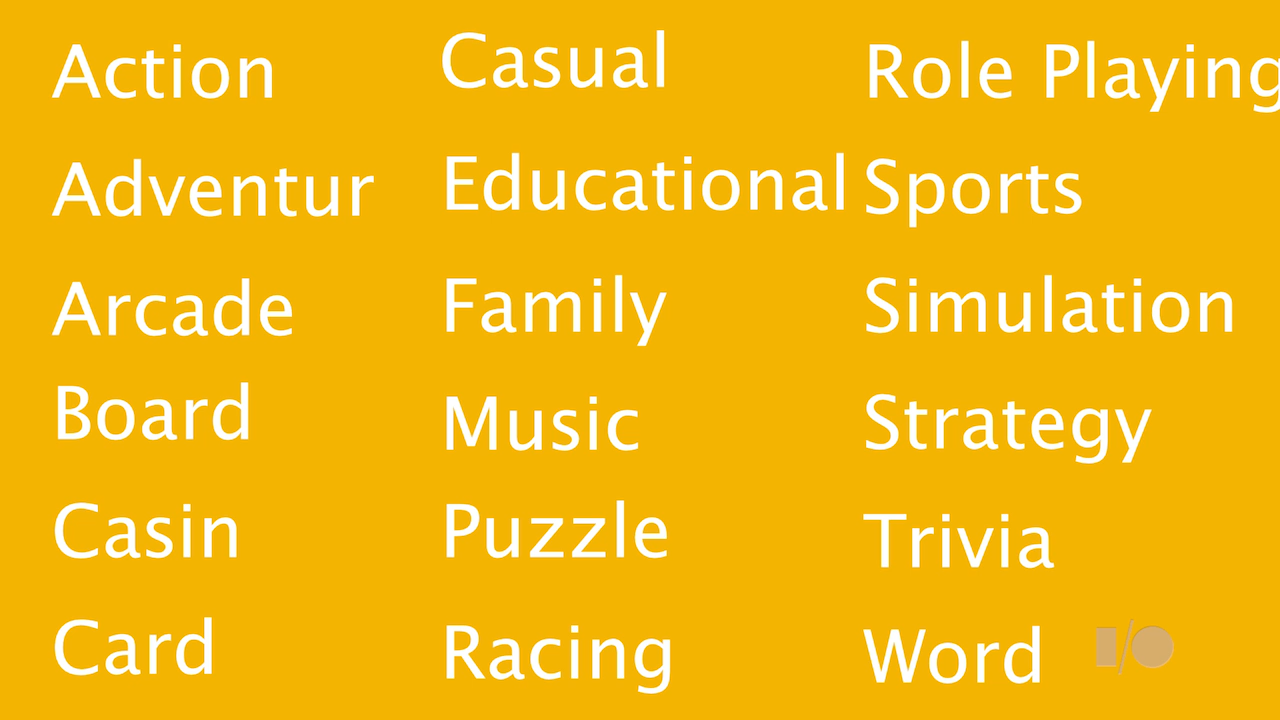 Action
Adventur
Arcade
Board
Casin
Card
Casual
Educational
Family
Music
Puzzle
Racing
Role Playing
Sports
Simulation
Strategy
Trivia
Word
I/O